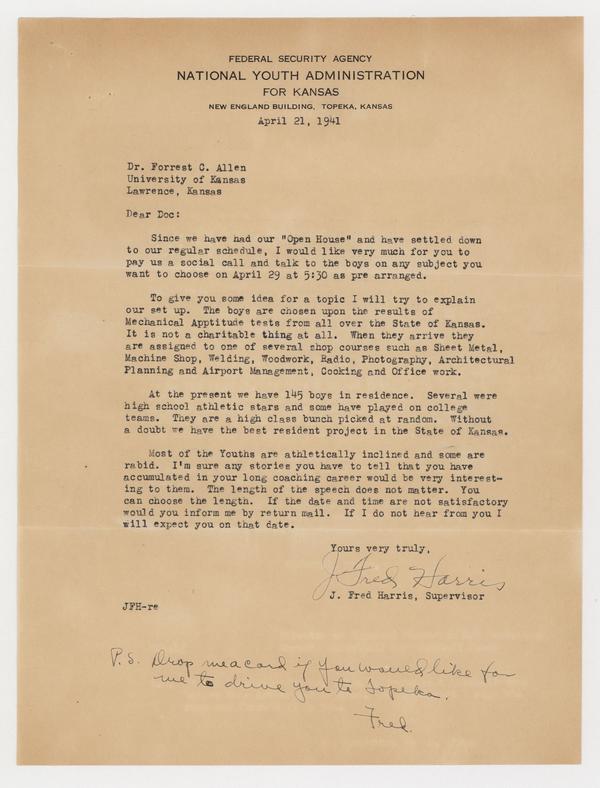 FEDERAL SECURITY AGENCY
NATIONAL YOUTH ADMINISTRATION
FOR KANSAS
NEW ENGLAND BUILDING, TOPEKA, KANSAS
April 21, 1941
Dr. Forrest C. Allen
University of Kansas
Lawrence, Kansas
Dear Doc:
Since we have had our "Open House" and have settled down
to our regular schedule, I would like very much for you to
pay us a social call and talk to the boys on any subject you
want to choose on April 29 at 5:30 as pre arranged.
To give you some idea for a topic I will try to explain
our set up. The boys are chosen upon the results of
Mechanical Apptitude tests from all over the State of Kansas.
It is not a charitable thing at all. When they arrive they
are assigned to one of several shop courses such as Sheet Metal,
Machine Shop, Welding, Woodwork, Radio, Photography, Architectural
Planning and Airport Management, Cooking and Office work.
At the present we have 145 boys in residence. Several were
high school athletic stars and some have played on college
teams. They are a high class bunch picked at random. Without
a doubt we have the best resident project in the State of Kansas.
Most of the Youths are athletically inclined and some are
rabid. I'm sure any stories you have to tell that you have
accumulated in your long coaching career would be very interest-
ing to them. The length of the speech does not matter. You
can choose the length. If the date and time are not satisfactory
would you inform me by return mail. If I do not hear from you I
will expect you on that date.
Yours very truly,
J. Fred Harris
J. Fred Harris, Supervisor
JFH-re
P.S. Drop me a card if you would like for
me to drive you to Topeka.
Fred.